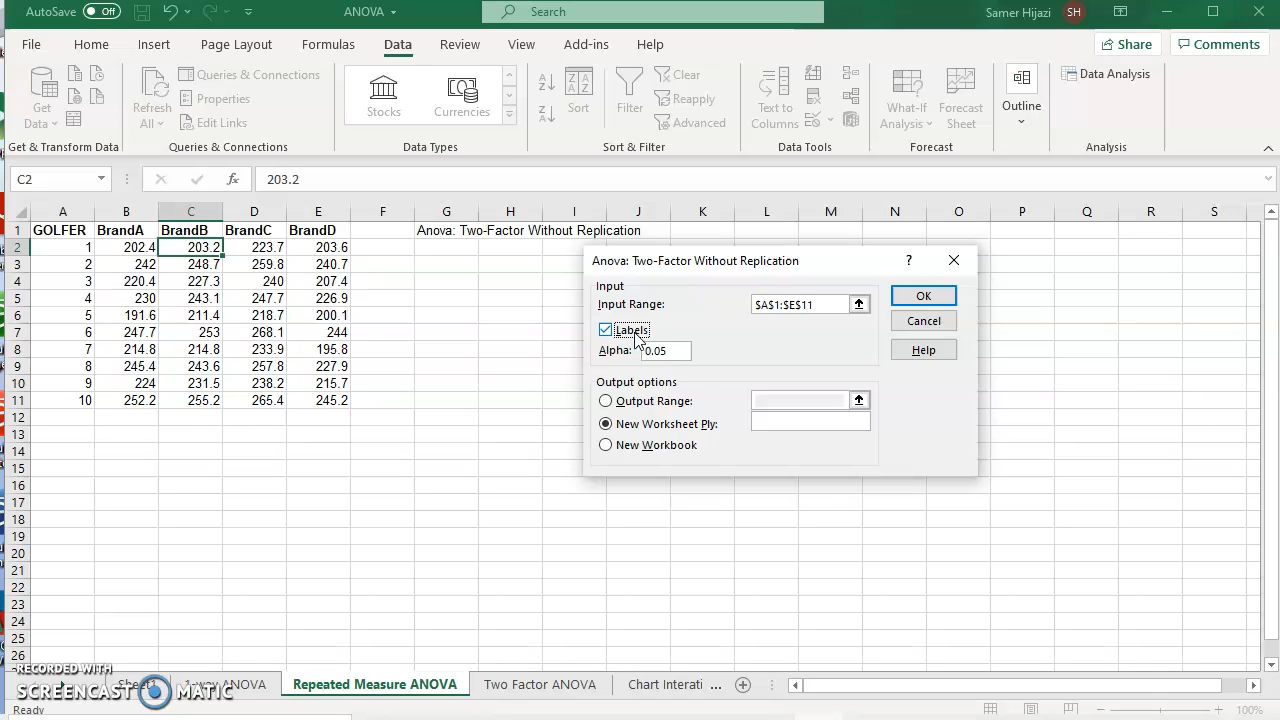 AutoSave Off ANOVA Search Samer Hijazi SH
File Home Insert Page Layout Formulas Data Review View Add-ins Help Share Comments
Get Data Refresh All Queries & Connections Properties Edit Links Stocks Currencies Sort Filter Clear Reapply Advanced Text to Columns What-If Analysis Forecast Sheet Outline Data Analysis
Get & Transform Data Queries & Connections Data Types Sort & Filter Data Tools Forecast Analysis
C2 fx 203.2
A B C D E F G H I J K L M N O P Q R S
1 GOLFER BrandA BrandB BrandC BrandD Anova: Two-Factor Without Replication
2 1 202.4 203.2 223.7 203.6
3 2 242 248.7 259.8 240.7
4 3 220.4 227.3 240 207.4
5 4 230 243.1 247.7 226.9
6 5 191.6 211.4 218.7 200.1
7 6 247.7 253 268.1 244
8 7 214.8 214.8 233.9 195.8
9 8 245.4 243.6 257.8 227.9
10 9 224 231.5 238.2 215.7
11 10 252.2 255.2 265.4 245.2
12
13
14
15
16
17
18
19
20
21
22
23
24
25
26
Anova: Two-Factor Without Replication ?
Input
Input Range: $A$1:$E$11 OK
Labels Cancel
Alpha: 0.05 Help
Output options
Output Range:
New Worksheet Ply:
New Workbook
RECORDED WITH
SCREENCAST MATIC
ANOVA Repeated Measure ANOVA Two Factor ANOVA Chart Interati ...
Ready 100%